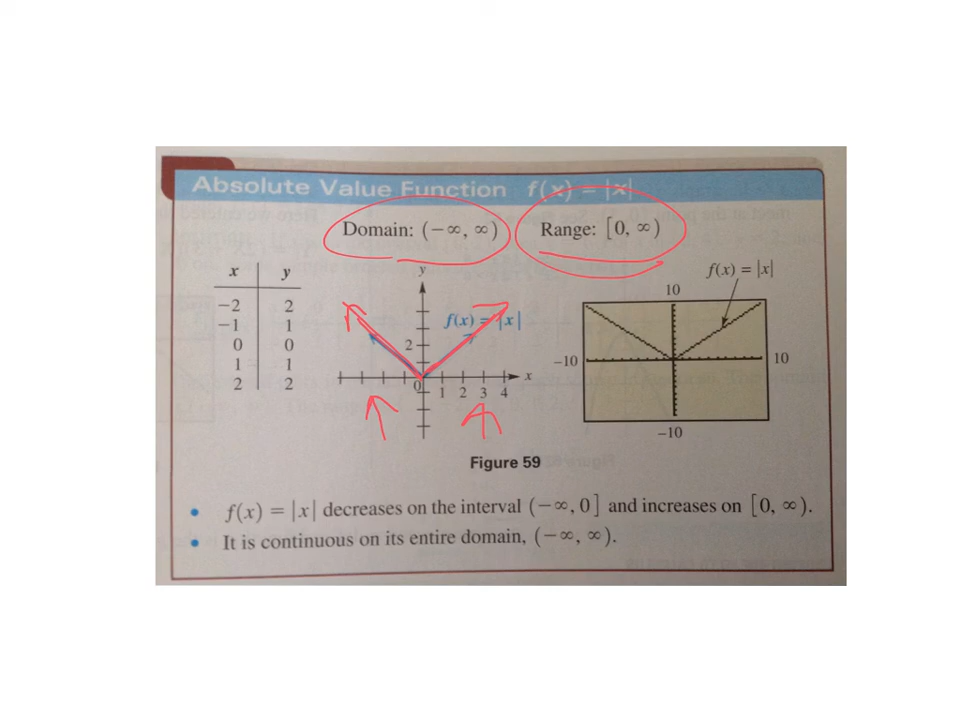 Absolute Value Function f(x) = |x|
Domain: (−∞, ∞) Range: [0, ∞)
x y
−2 2
−1 1
0 0
1 1
2 2
y
f(x) = |x|
2
x
0 1 2 3 4
f(x) = |x|
10
−10 10
−10
Figure 59
• f(x) = |x| decreases on the interval (−∞, 0] and increases on [0, ∞).
• It is continuous on its entire domain, (−∞, ∞).